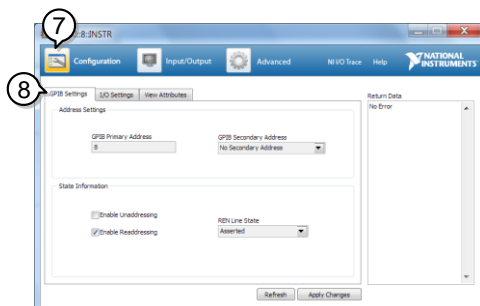 7
::8::INSTR
Configuration Input/Output Advanced NI I/O Trace Help NATIONAL INSTRUMENTS
8
GPIB Settings I/O Settings View Attributes
Return Data
No Error
Address Settings
GPIB Primary Address
8
GPIB Secondary Address
No Secondary Address
State Information
Enable Unaddressing
Enable Readdressing
REN Line State
Asserted
Refresh Apply Changes